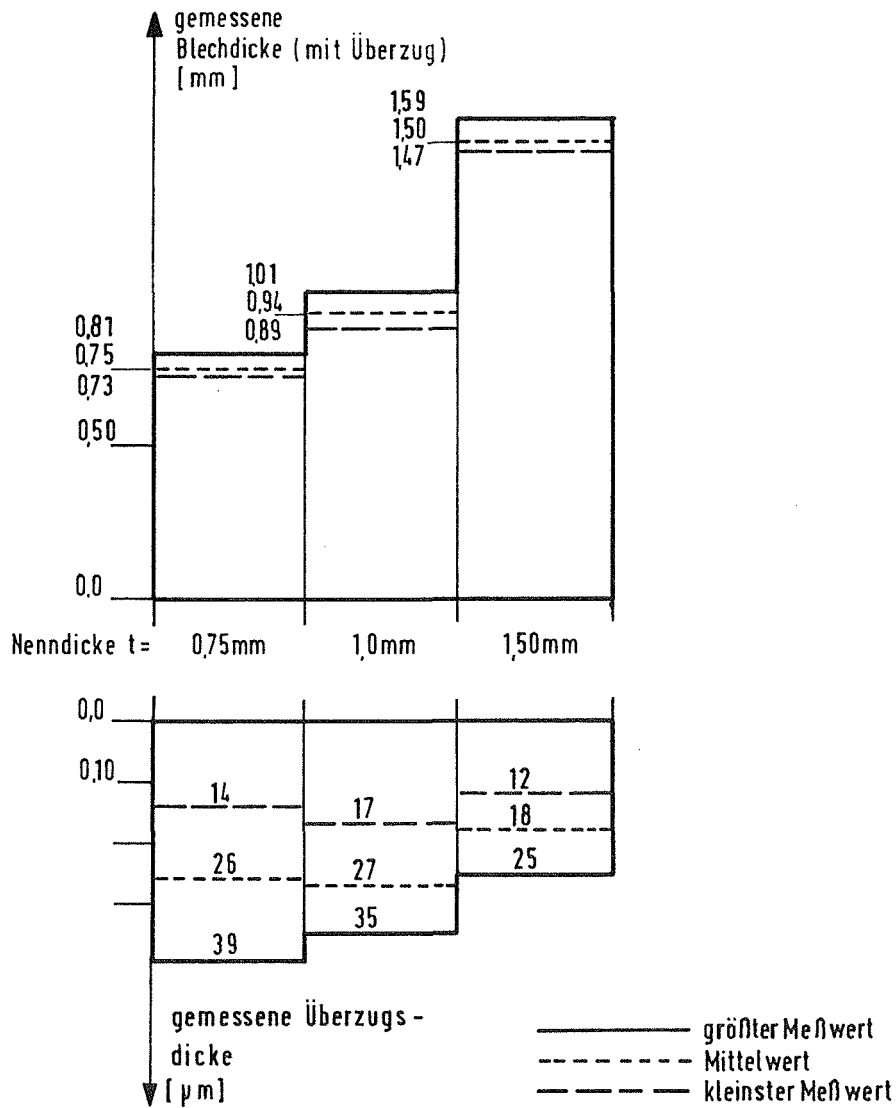 gemessene
Blechdicke (mit Überzug)
[mm]
1,59
1,50
1,47
1,01
0,94
0,89
0,81
0,75
0,73
0,50
0,0
Nenndicke t= 0,75mm 1,0mm 1,50mm
0,0
0,10
14 17 12
26 27 18
39 35 25
gemessene Überzugs-
dicke
[µm]
größter Meßwert
Mittelwert
kleinster Meßwert